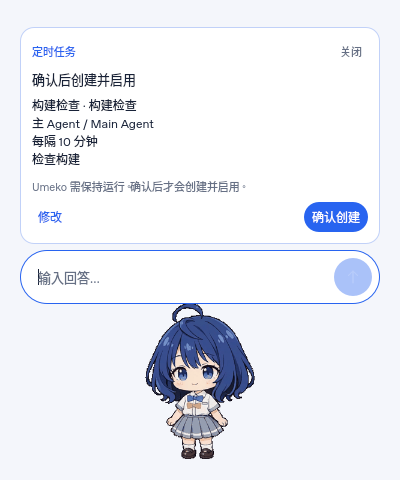 定时任务
关闭
确认后创建并启用
构建检查 · 构建检查
主 Agent / Main Agent
每隔 10 分钟
检查构建
Umeko 需保持运行。确认后才会创建并启用。
修改
确认创建
输入回答...